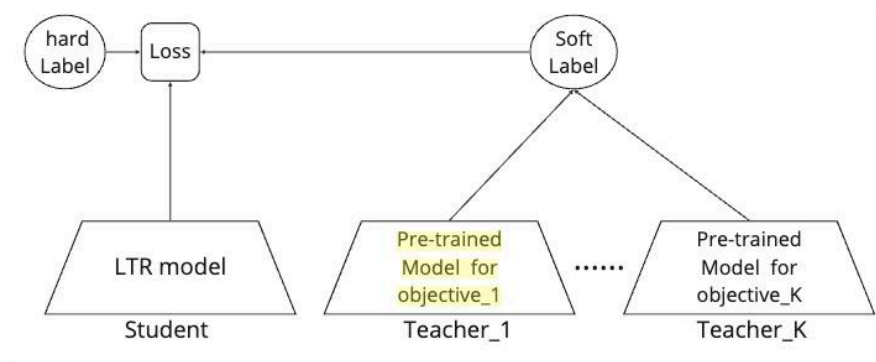 hard
Label
Loss
Soft
Label
LTR model
Pre-trained
Model for
objective_1
......
Pre-trained
Model for
objective_K
Student
Teacher_1
Teacher_K